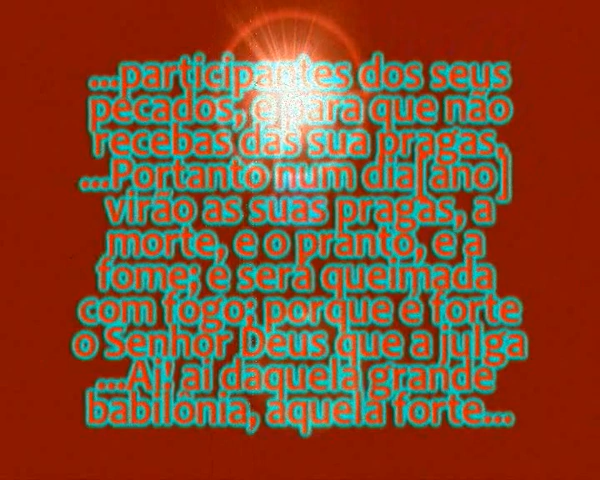 ...participantes dos seus
pecados, e para que não
recebas das sua pragas,
...Portanto num dia[ano]
virão as suas pragas, a
morte, e o pranto, e a
fome; e será queimada
com fogo; porque é forte
o Senhor Deus que a julga
...Ai! ai daquela grande
babilônia, aquela forte...